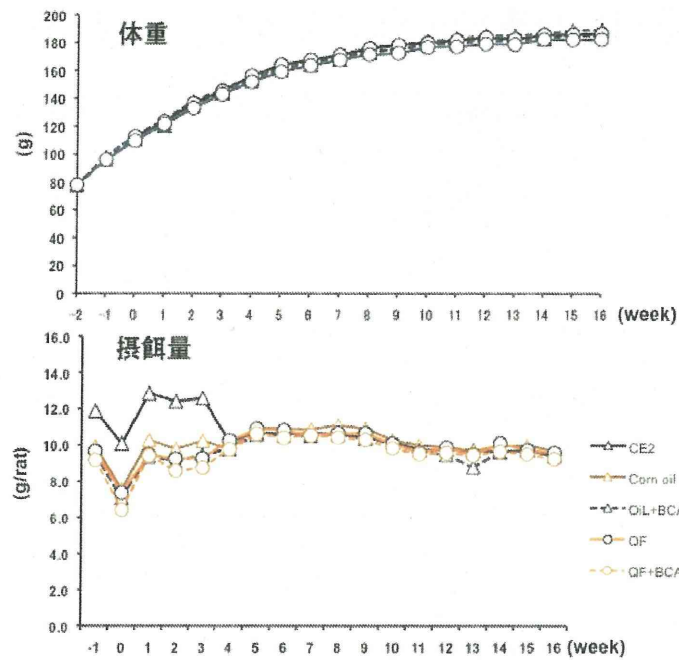 体重
200
180
160
140
120
100
80
60
40
20
0
(g)
-2 -1 0 1 2 3 4 5 6 7 8 9 10 11 12 13 14 15 16 (week)
摂餌量
16.0
14.0
12.0
10.0
8.0
6.0
4.0
2.0
0.0
(g/rat)
-1 0 1 2 3 4 5 6 7 8 9 10 11 12 13 14 15 16 (week)
CE2
Corn oil
OiL+BCA
QF
QF+BCA